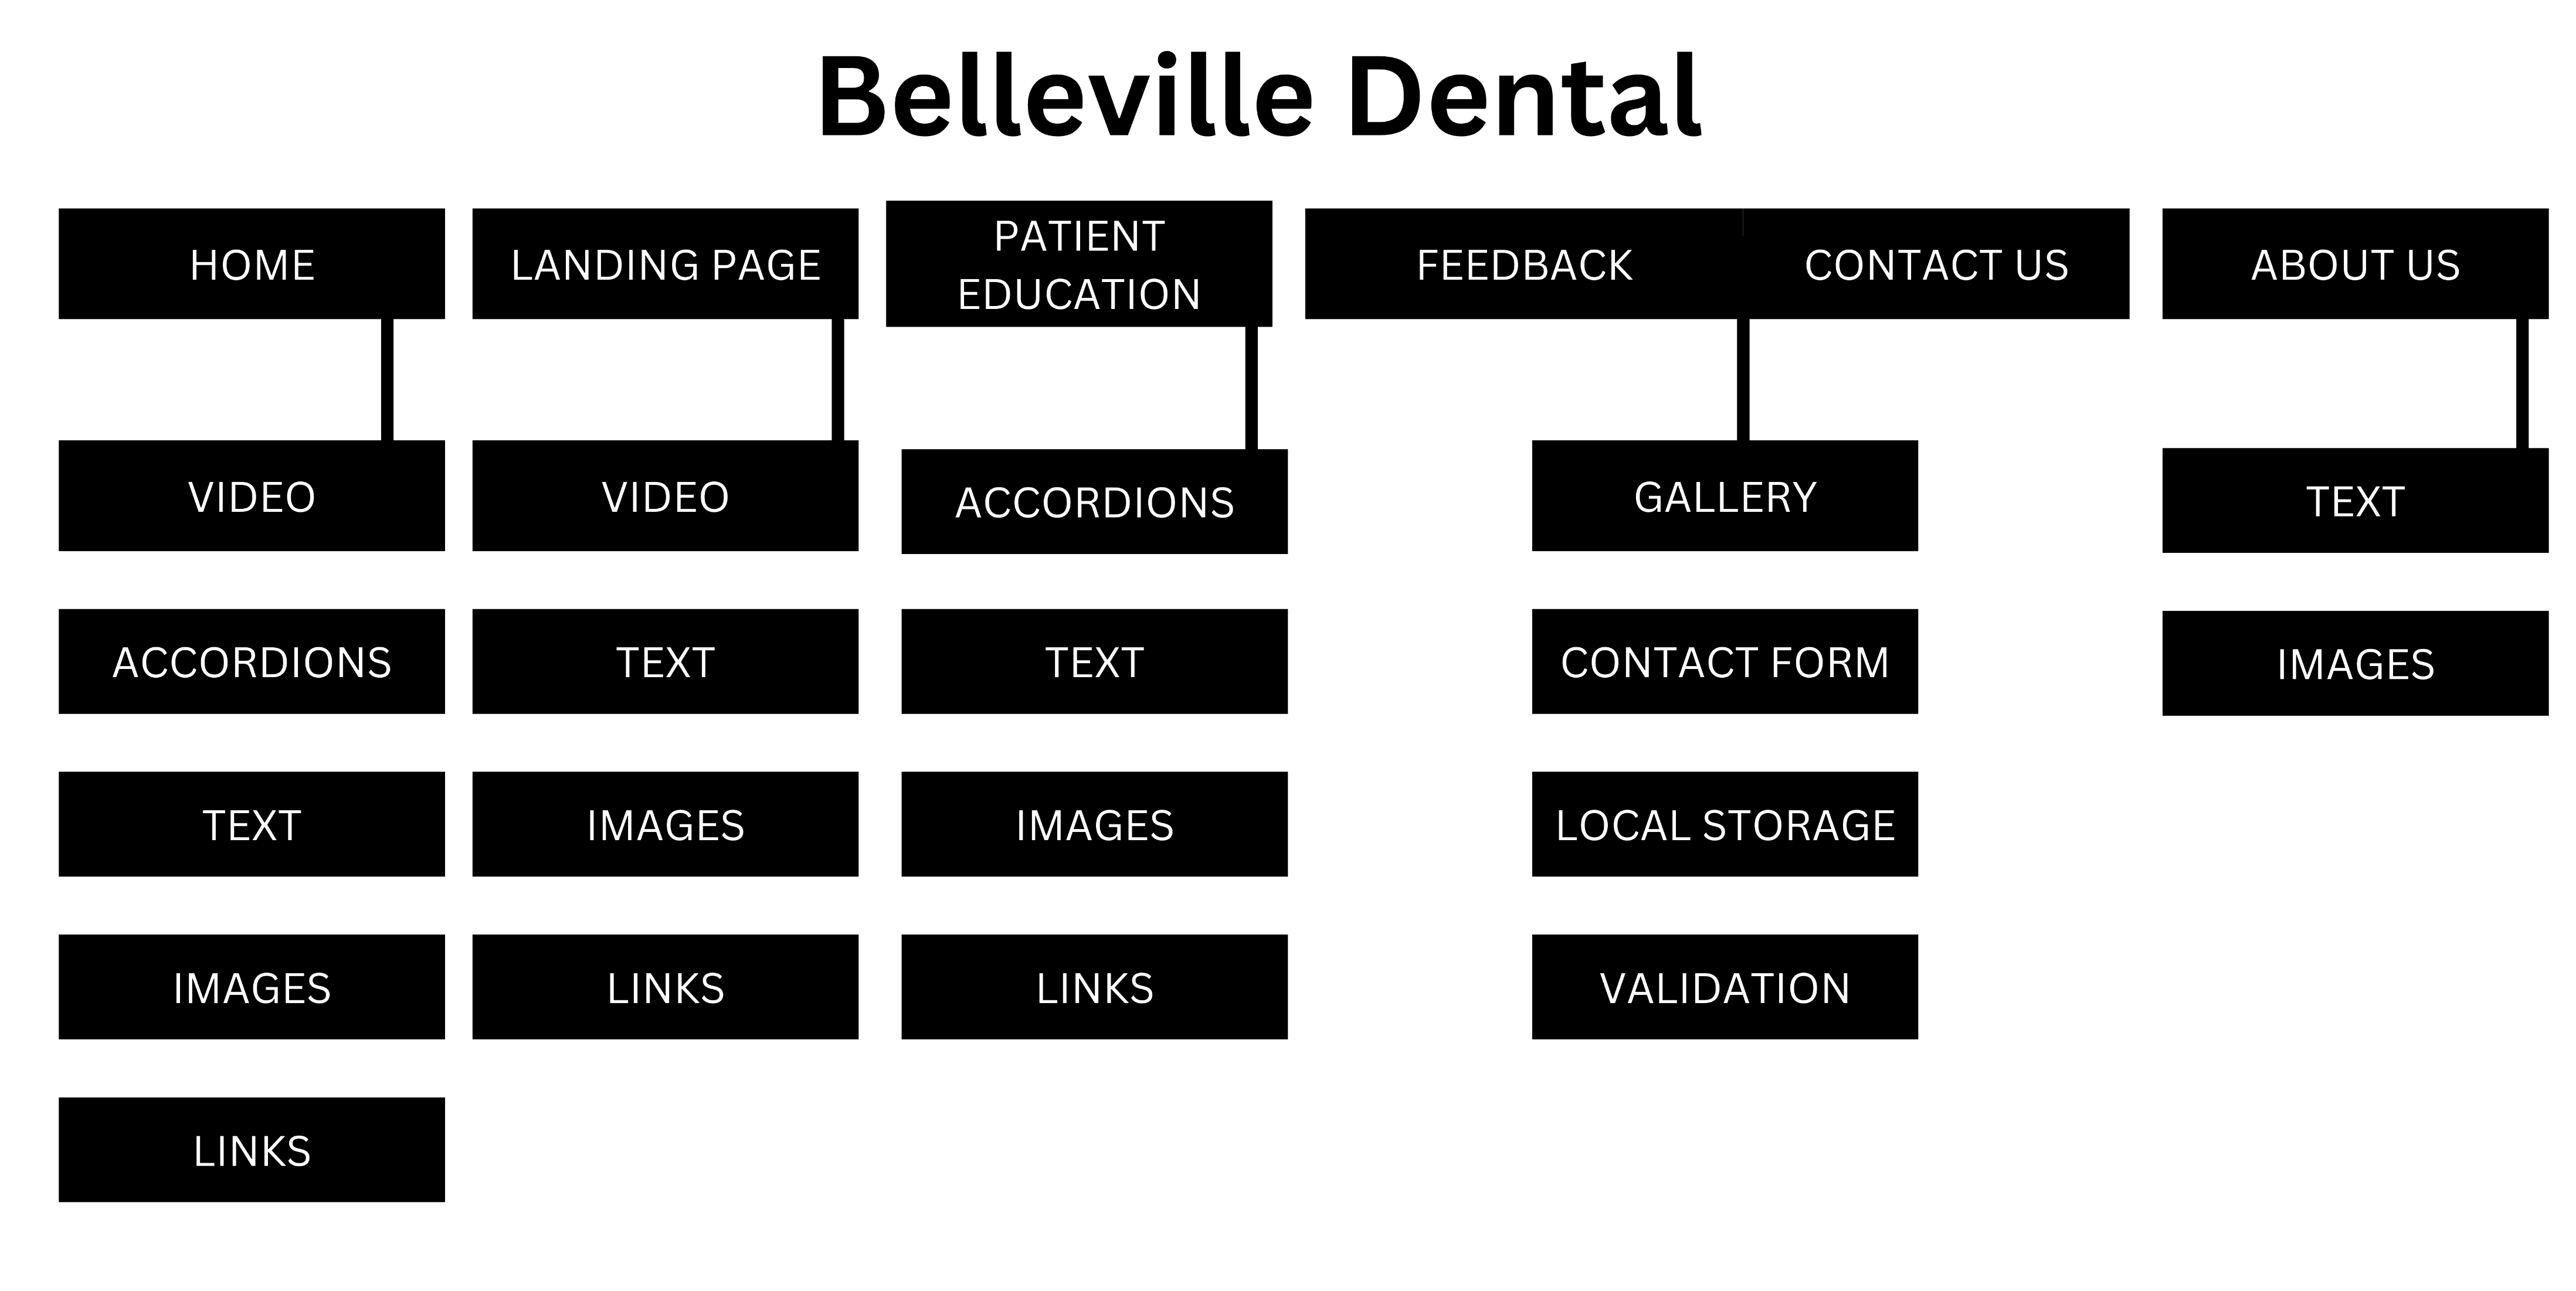 Belleville Dental
HOME
LANDING PAGE
PATIENT
EDUCATION
FEEDBACK
CONTACT US
ABOUT US
VIDEO
VIDEO
ACCORDIONS
GALLERY
TEXT
ACCORDIONS
TEXT
TEXT
CONTACT FORM
IMAGES
TEXT
IMAGES
IMAGES
LOCAL STORAGE
IMAGES
LINKS
LINKS
VALIDATION
LINKS